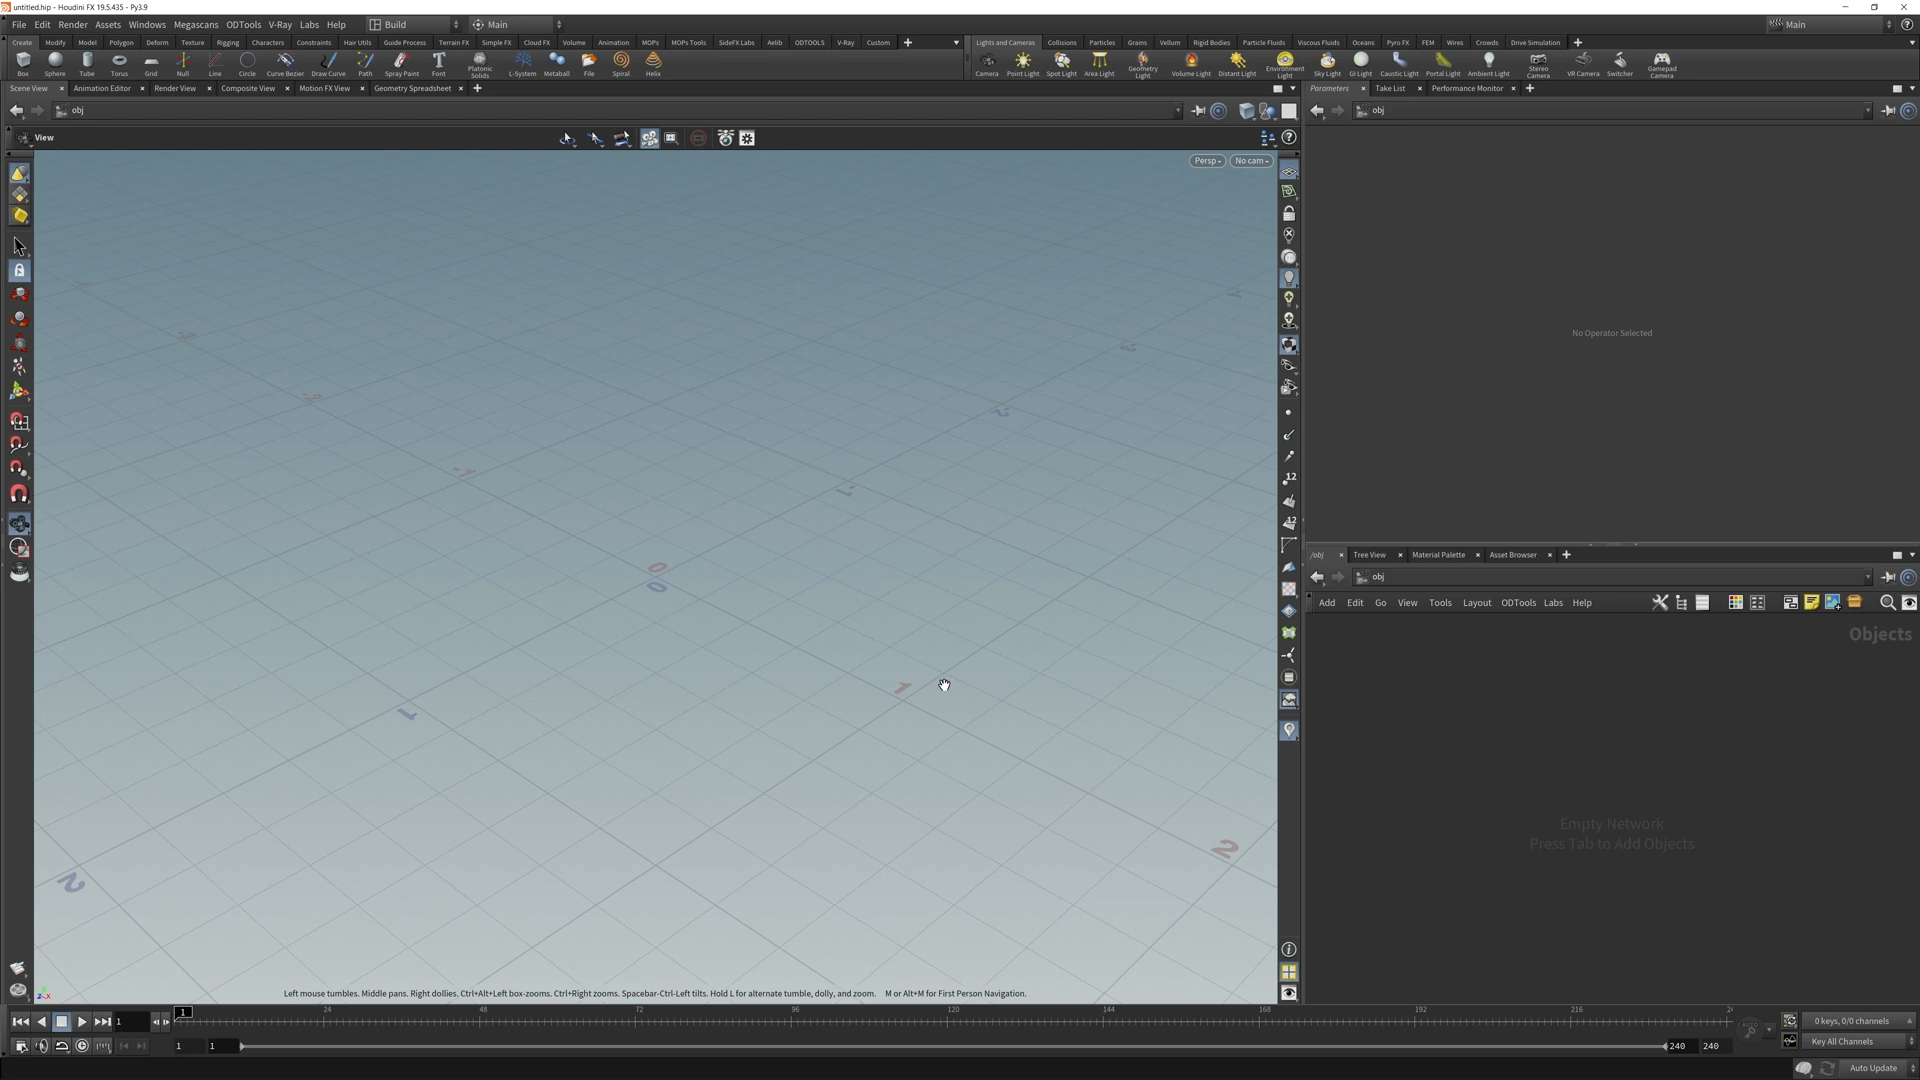 untitled.hip - Houdini FX 19.5.435 - Py3.9
File Edit Render Assets Windows Megascans ODTools V-Ray Labs Help Build Main Main
Create Modify Model Polygon Deform Texture Rigging Characters Constraints Hair Utils Guide Process Terrain FX Simple FX Cloud FX Volume Animation MOPs MOPs Tools SideFX Labs Aelib ODTOOLS V-Ray Custom
Lights and Cameras Collisions Particles Grains Vellum Rigid Bodies Particle Fluids Viscous Fluids Oceans Pyro FX FEM Wires Crowds Drive Simulation
Box Sphere Tube Torus Grid Null Line Circle Curve Bezier Draw Curve Path Spray Paint Font Platonic Solids L-System Metaball File Spiral Helix
Camera Point Light Spot Light Area Light Geometry Light Volume Light Distant Light Environment Light Sky Light GI Light Caustic Light Portal Light Ambient Light Stereo Camera VR Camera Switcher Gamepad Camera
Scene View Animation Editor Render View Composite View Motion FX View Geometry Spreadsheet
Parameters Take List Performance Monitor
obj
obj
View
Persp No cam
No Operator Selected
/obj Tree View Material Palette Asset Browser
obj
Add Edit Go View Tools Layout ODTools Labs Help
Objects
Empty Network
Press Tab to Add Objects
12
12
-1
-1
0
0
1
1
2
2
Left mouse tumbles. Middle pans. Right dollies. Ctrl+Alt+Left box-zooms. Ctrl+Right zooms. Spacebar-Ctrl-Left tilts. Hold L for alternate tumble, dolly, and zoom. M or Alt+M for First Person Navigation.
1 1 24 48 72 96 120 144 168 192 216
0 keys, 0/0 channels
1 1 240 240
Key All Channels
Auto Update